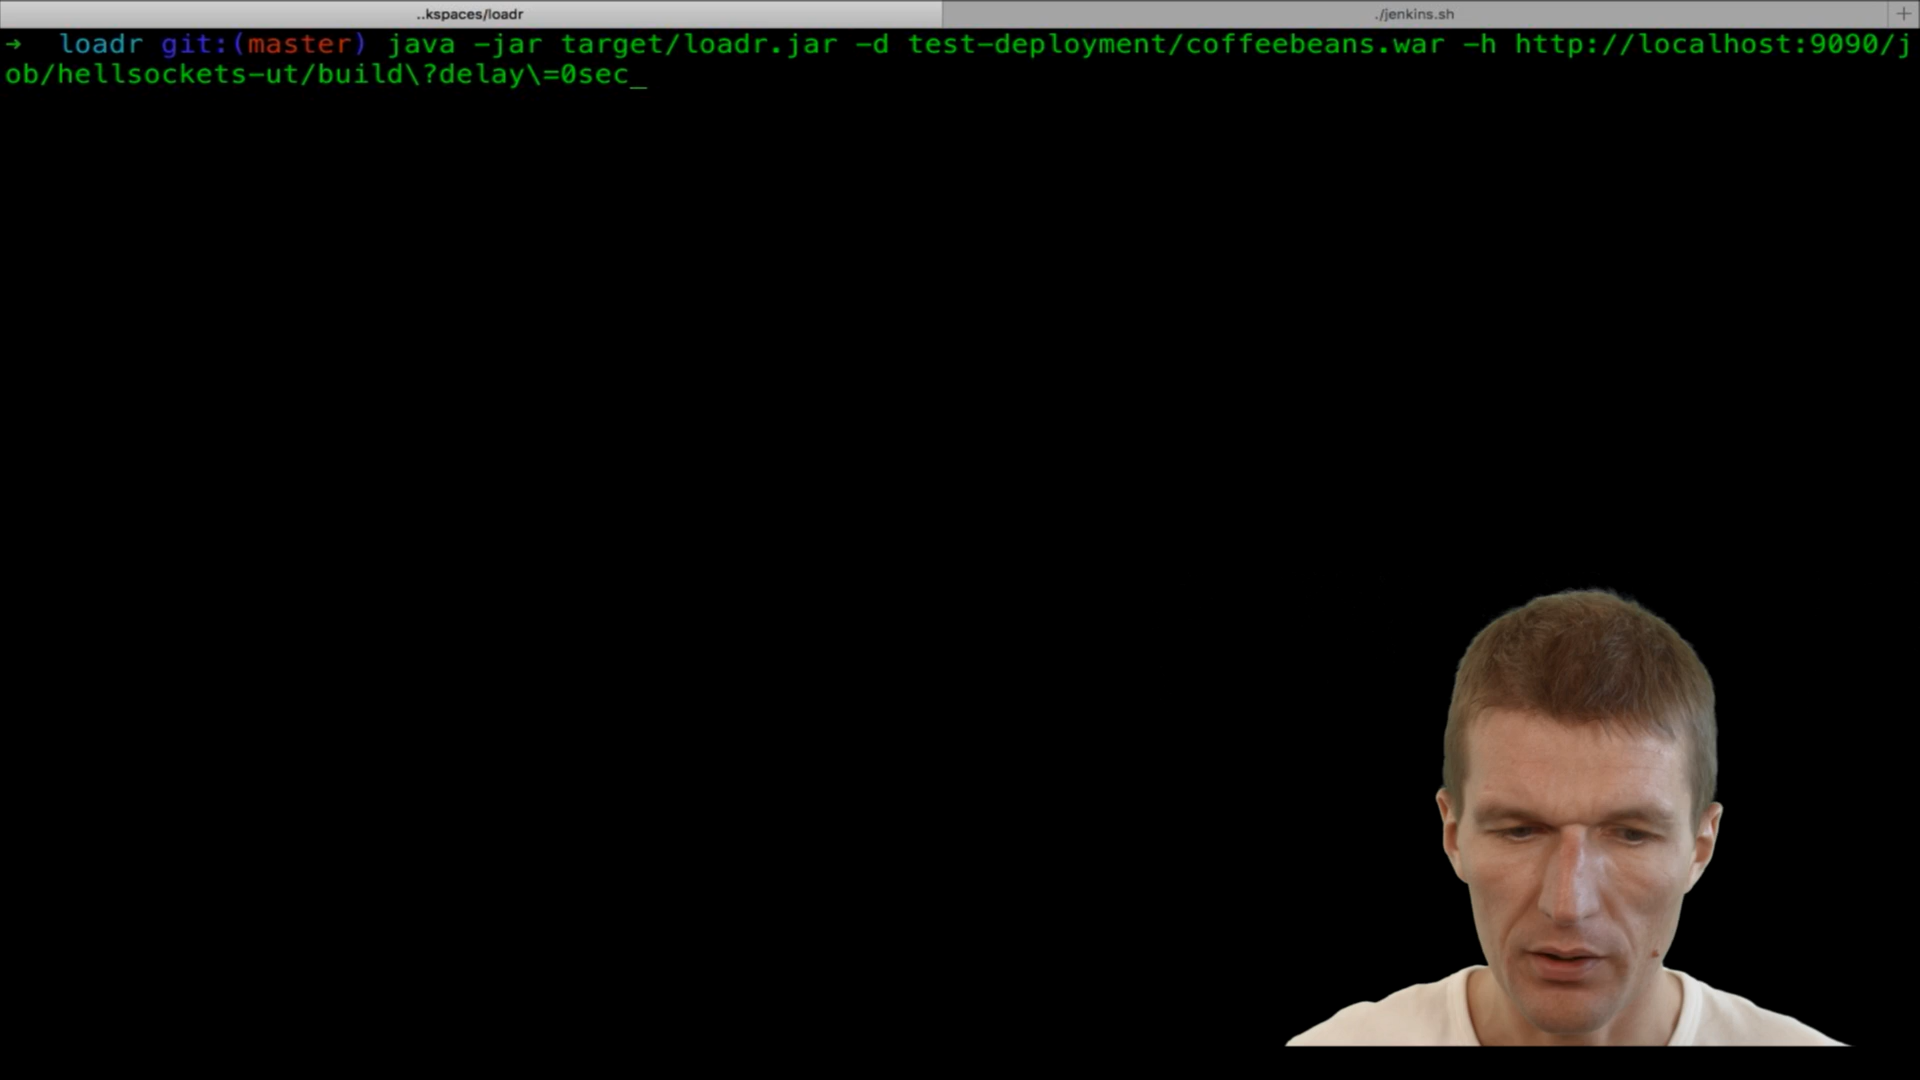 ..kspaces/loadr
./jenkins.sh
+
→ loadr git:(master) java -jar target/loadr.jar -d test-deployment/coffeebeans.war -h http://localhost:9090/j
ob/hellsockets-ut/build\?delay\=0sec_